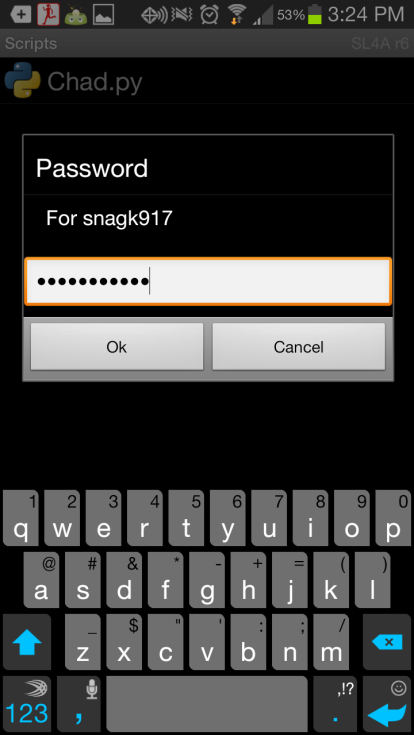 53% 3:24 PM
Scripts SL4A r6
Chad.py
Password
For snagk917
•••••••••••
Ok Cancel
1 2 3 4 5 6 7 8 9 0
q w e r t y u i o p
@ # & * - + = ( )
a s d f g h j k l
_ $ " ' : ; /
z x c v b n m
,!?
123 , .